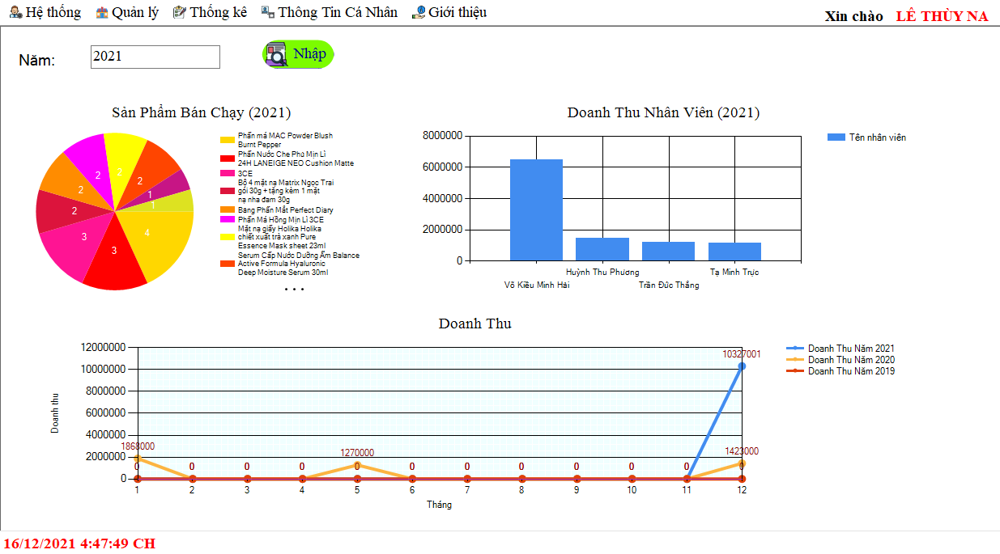 Hệ thống Quản lý Thống kê Thông Tin Cá Nhân Giới thiệu
Xin chào LÊ THÙY NA
Năm: 2021 Nhập
Sản Phẩm Bán Chạy (2021)
4
3
3
2
2
2
2
2
1
1
Phấn má MAC Powder Blush
Burnt Pepper
Phấn Nước Che Phủ Mịn Lì
24H LANEIGE NEO Cushion Matte
3CE
Bộ 4 mặt nạ Matrix Ngọc Trai
gói 30g + tặng kèm 1 mặt
nạ nha đam 30g
Bảng Phấn Mắt Perfect Diary
Phấn Má Hồng Mịn Lì 3CE
Mặt nạ giấy Holika Holika
chiết xuất trà xanh Pure
Essence Mask sheet 23ml
Serum Cấp Nước Dưỡng Ẩm Balance
Active Formula Hyaluronic
Deep Moisture Serum 30ml
...
Doanh Thu Nhân Viên (2021)
8000000
6000000
4000000
2000000
0
Võ Kiều Minh Hải
Huỳnh Thu Phương
Trần Đức Thắng
Tạ Minh Trực
Tên nhân viên
Doanh Thu
Doanh thu
12000000
10000000
8000000
6000000
4000000
2000000
0
10327001
1868000
1270000
1423000
0 0 0 0 0 0 0 0 0 0 0
1 2 3 4 5 6 7 8 9 10 11 12
Tháng
Doanh Thu Năm 2021
Doanh Thu Năm 2020
Doanh Thu Năm 2019
16/12/2021 4:47:49 CH